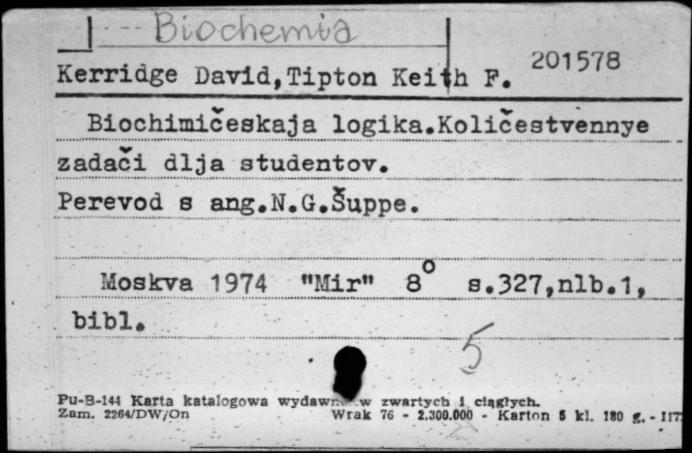 Biochemia
201578
Kerridge David,Tipton Keith F.
Biochimičeskaja logika.Količestvennye
zadači dlja studentov.
Perevod s ang.N.G.Šuppe.
Moskva 1974 "Mir" 8° s.327,nlb.1,
bibl.
5
Pu-B-144 Karta katalogowa w zwartych i ciągłych.
Zam. 2264/DW/On Wrak 76 - 2.300.000 - Karton 5 kl. 180 g. -